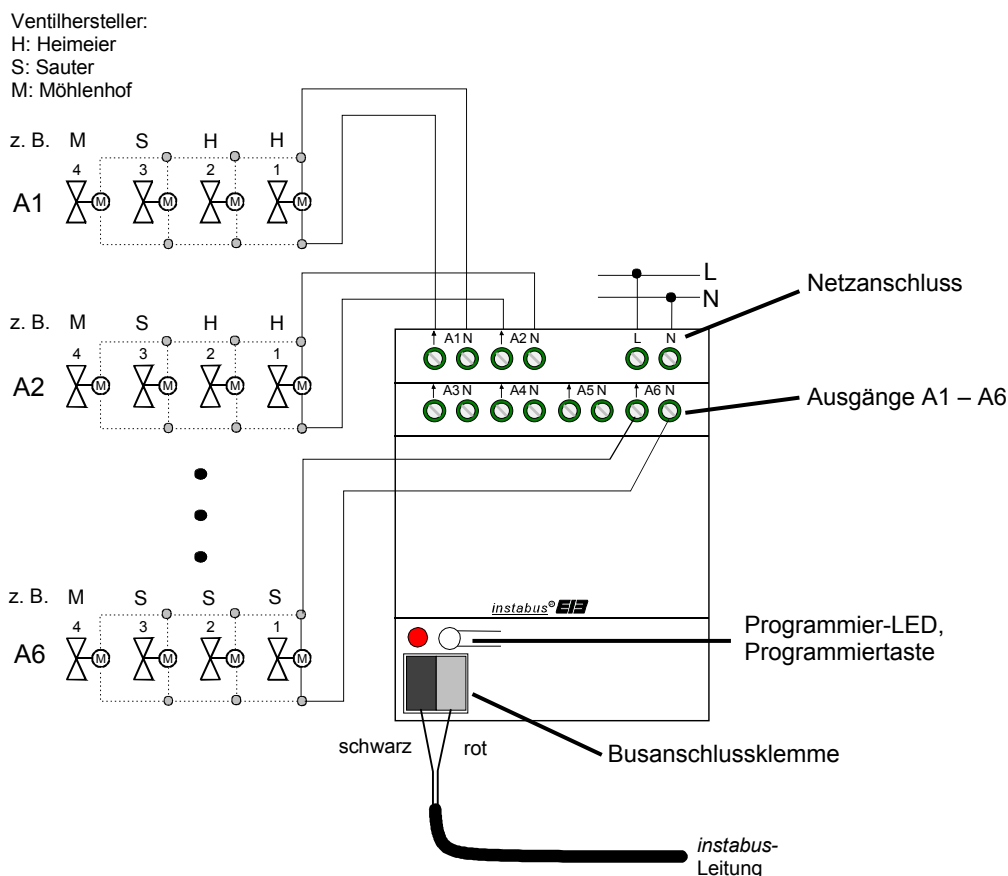 Ventilhersteller:
H: Heimeier
S: Sauter
M: Möhlenhof
z. B. M S H H
4 3 2 1
A1
M M M M
z. B. M S H H
4 3 2 1
A2
M M M M
L
N
Netzanschluss
A1 N A2 N L N
A3 N A4 N A5 N A6 N
Ausgänge A1 – A6
z. B. M S S S
4 3 2 1
A6
M M M M
instabus® EIB
Programmier-LED,
Programmiertaste
schwarz rot
Busanschlussklemme
instabus-
Leitung